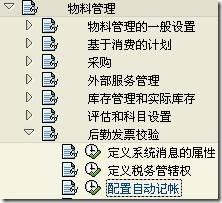 物料管理
物料管理的一般设置
基于消费的计划
采购
外部服务管理
库存管理和实际库存
评估和科目设置
后勤发票校验
定义系统消息的属性
定义税务管辖权
配置自动记帐